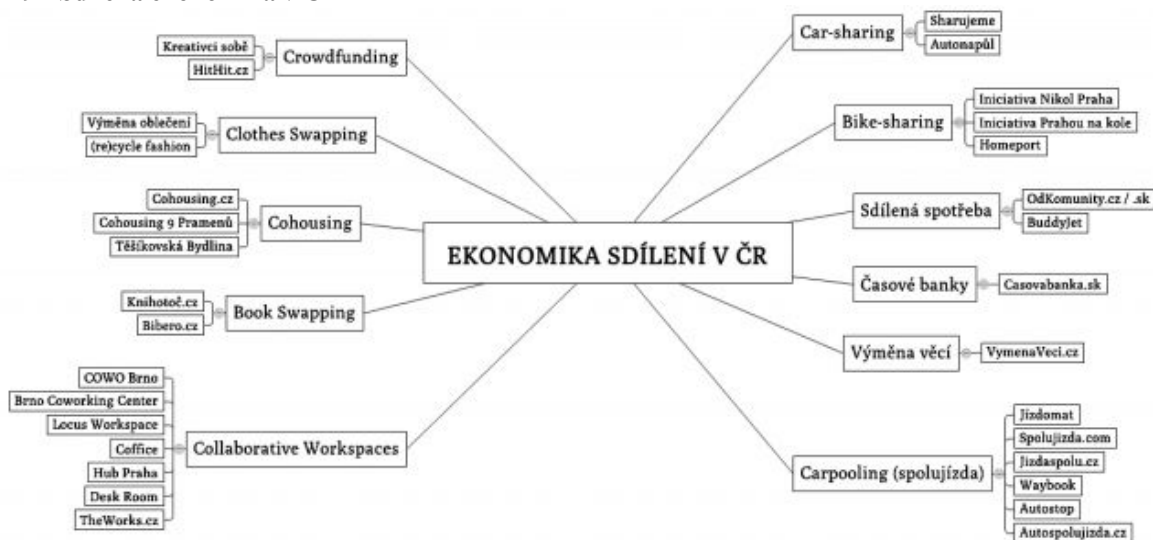 Crowdfunding
Kreativci sobě
HitHit.cz
Clothes Swapping
Výměna oblečení
(re)cycle fashion
Cohousing
Cohousing.cz
Cohousing 9 Pramenů
Těšíkovská Bydlina
Book Swapping
Knihotoč.cz
Bibero.cz
Collaborative Workspaces
COWO Brno
Brno Coworking Center
Locus Workspace
Coffice
Hub Praha
Desk Room
TheWorks.cz
EKONOMIKA SDÍLENÍ V ČR
Car-sharing
Sharujeme
Autonapůl
Bike-sharing
Iniciativa Nikol Praha
Iniciativa Prahou na kole
Homeport
Sdílená spotřeba
OdKomunity.cz / .sk
BuddyJet
Časové banky
Casovabanka.sk
Výměna věcí
VymenaVeci.cz
Carpooling (spolujízda)
Jízdomat
Spolujizda.com
Jizdaspolu.cz
Waybook
Autostop
Autospolujizda.cz